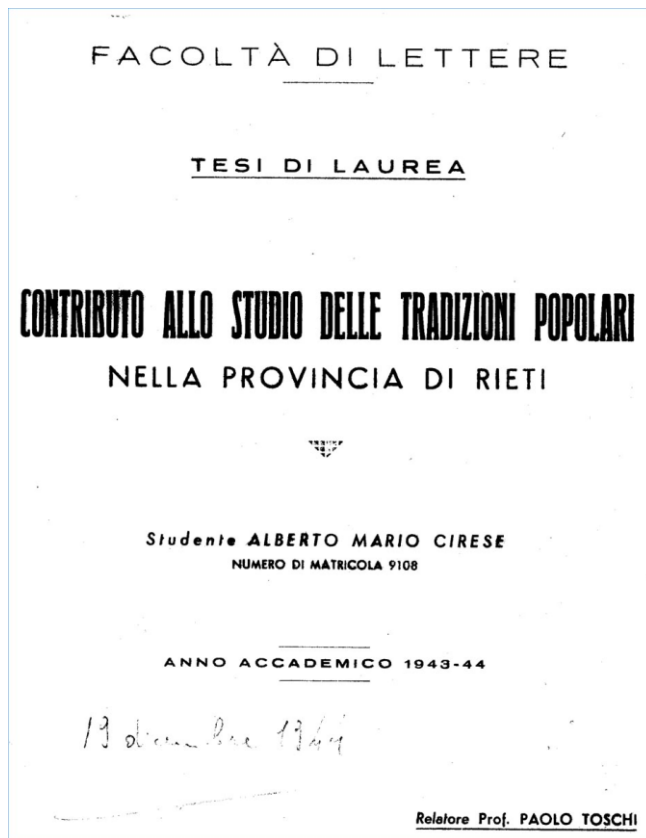 FACOLTÀ DI LETTERE
TESI DI LAUREA
CONTRIBUTO ALLO STUDIO DELLE TRADIZIONI POPOLARI
NELLA PROVINCIA DI RIETI
Studente ALBERTO MARIO CIRESE
NUMERO DI MATRICOLA 9108
ANNO ACCADEMICO 1943-44
19 dicembre 1944
Relatore Prof. PAOLO TOSCHI